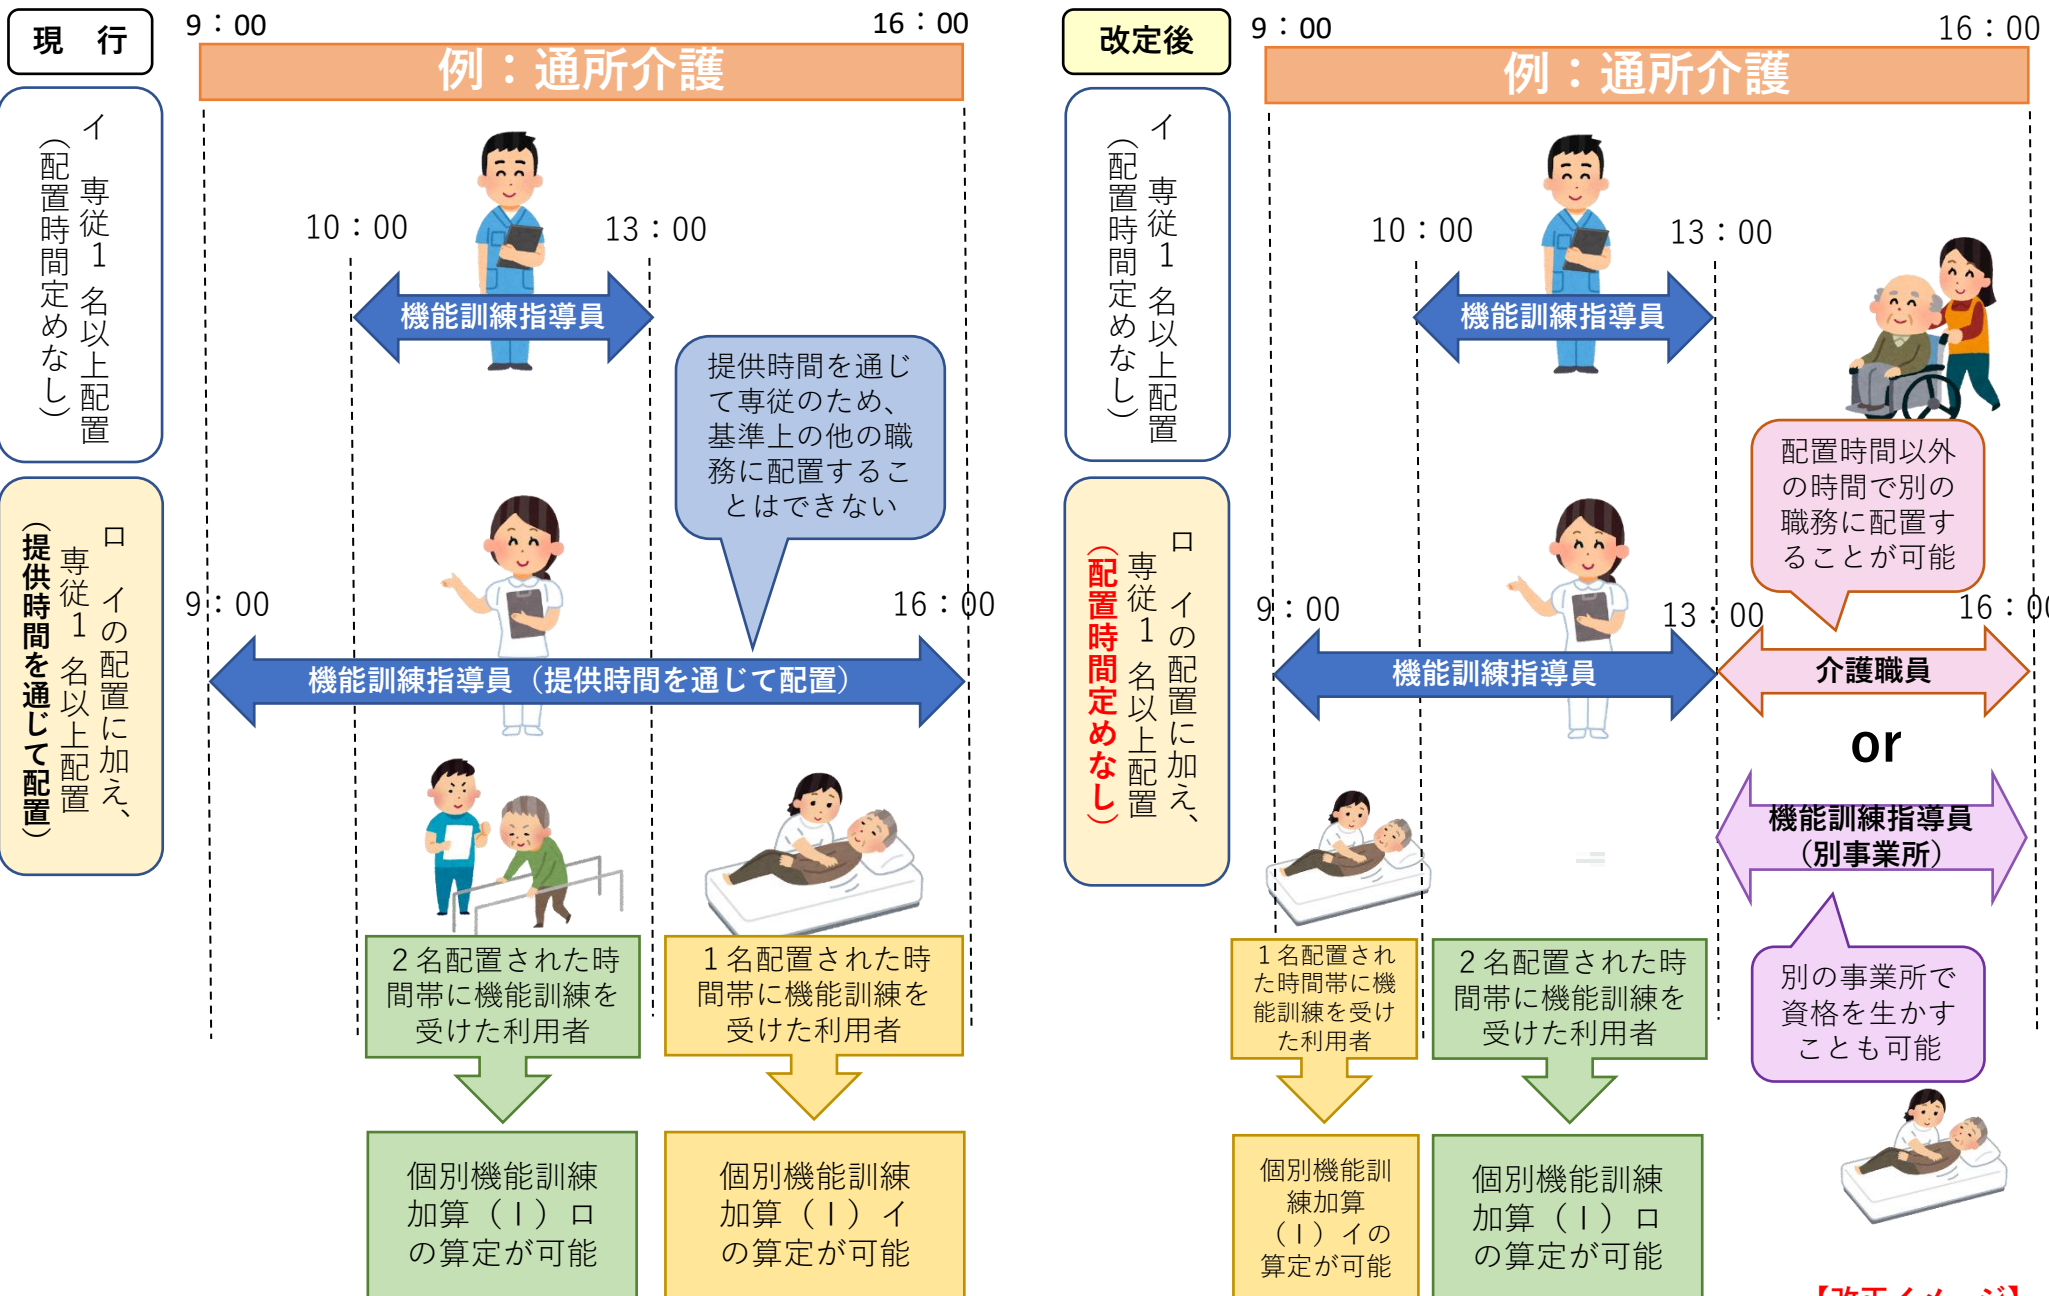 現　行
9：00
16：00
例：通所介護
イ　専従１名以上配置
（配置時間定めなし）
10：00
13：00
機能訓練指導員
提供時間を通じ
て専従のため、
基準上の他の職
務に配置するこ
とはできない
ロ　イの配置に加え、
専従１名以上配置
（提供時間を通じて配置）
9：00
16：00
機能訓練指導員（提供時間を通じて配置）
２名配置された時
間帯に機能訓練を
受けた利用者
１名配置された時
間帯に機能訓練を
受けた利用者
個別機能訓練
加算（Ⅰ）ロ
の算定が可能
個別機能訓練
加算（Ⅰ）イ
の算定が可能
改定後
9：00
16：00
例：通所介護
イ　専従１名以上配置
（配置時間定めなし）
10：00
13：00
機能訓練指導員
配置時間以外
の時間で別の
職務に配置す
ることが可能
ロ　イの配置に加え、
専従１名以上配置
（配置時間定めなし）
9：00
13：00
16：00
機能訓練指導員
介護職員
or
機能訓練指導員
（別事業所）
別の事業所で
資格を生かす
ことも可能
１名配置され
た時間帯に機
能訓練を受け
た利用者
２名配置された時
間帯に機能訓練を
受けた利用者
個別機能訓
練加算
（Ⅰ）イの
算定が可能
個別機能訓練
加算（Ⅰ）ロ
の算定が可能
【改正イメージ】